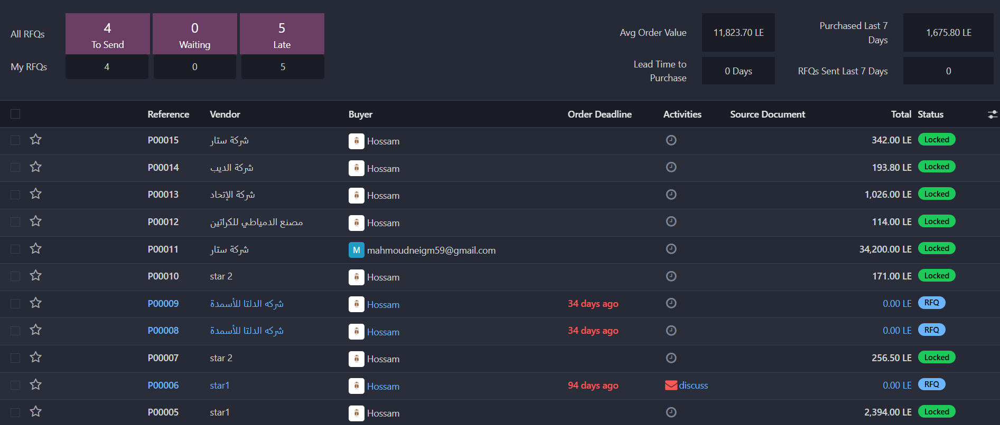 All RFQs
4
To Send
0
Waiting
5
Late
My RFQs
4
0
5
Avg Order Value
11,823.70 LE
Purchased Last 7 Days
1,675.80 LE
Lead Time to Purchase
0 Days
RFQs Sent Last 7 Days
0
Reference Vendor Buyer Order Deadline Activities Source Document Total Status
P00015 شركة ستار Hossam 342.00 LE Locked
P00014 شركة الديب Hossam 193.80 LE Locked
P00013 شركة الإتحاد Hossam 1,026.00 LE Locked
P00012 مصنع الدمياطي للكراتين Hossam 114.00 LE Locked
P00011 شركة ستار M mahmoudneigm59@gmail.com 34,200.00 LE Locked
P00010 star 2 Hossam 171.00 LE Locked
P00009 شركه الدلتا للأسمدة Hossam 34 days ago 0.00 LE RFQ
P00008 شركه الدلتا للأسمدة Hossam 34 days ago 0.00 LE RFQ
P00007 star 2 Hossam 256.50 LE Locked
P00006 star1 Hossam 94 days ago discuss 0.00 LE RFQ
P00005 star1 Hossam 2,394.00 LE Locked